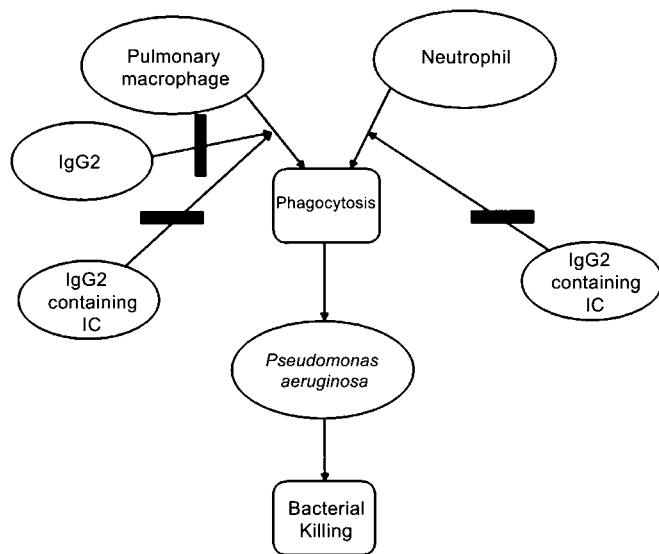 Pulmonary
macrophage
Neutrophil
IgG2
Phagocytosis
IgG2
containing
IC
IgG2
containing
IC
Pseudomonas
aeruginosa
Bacterial
Killing